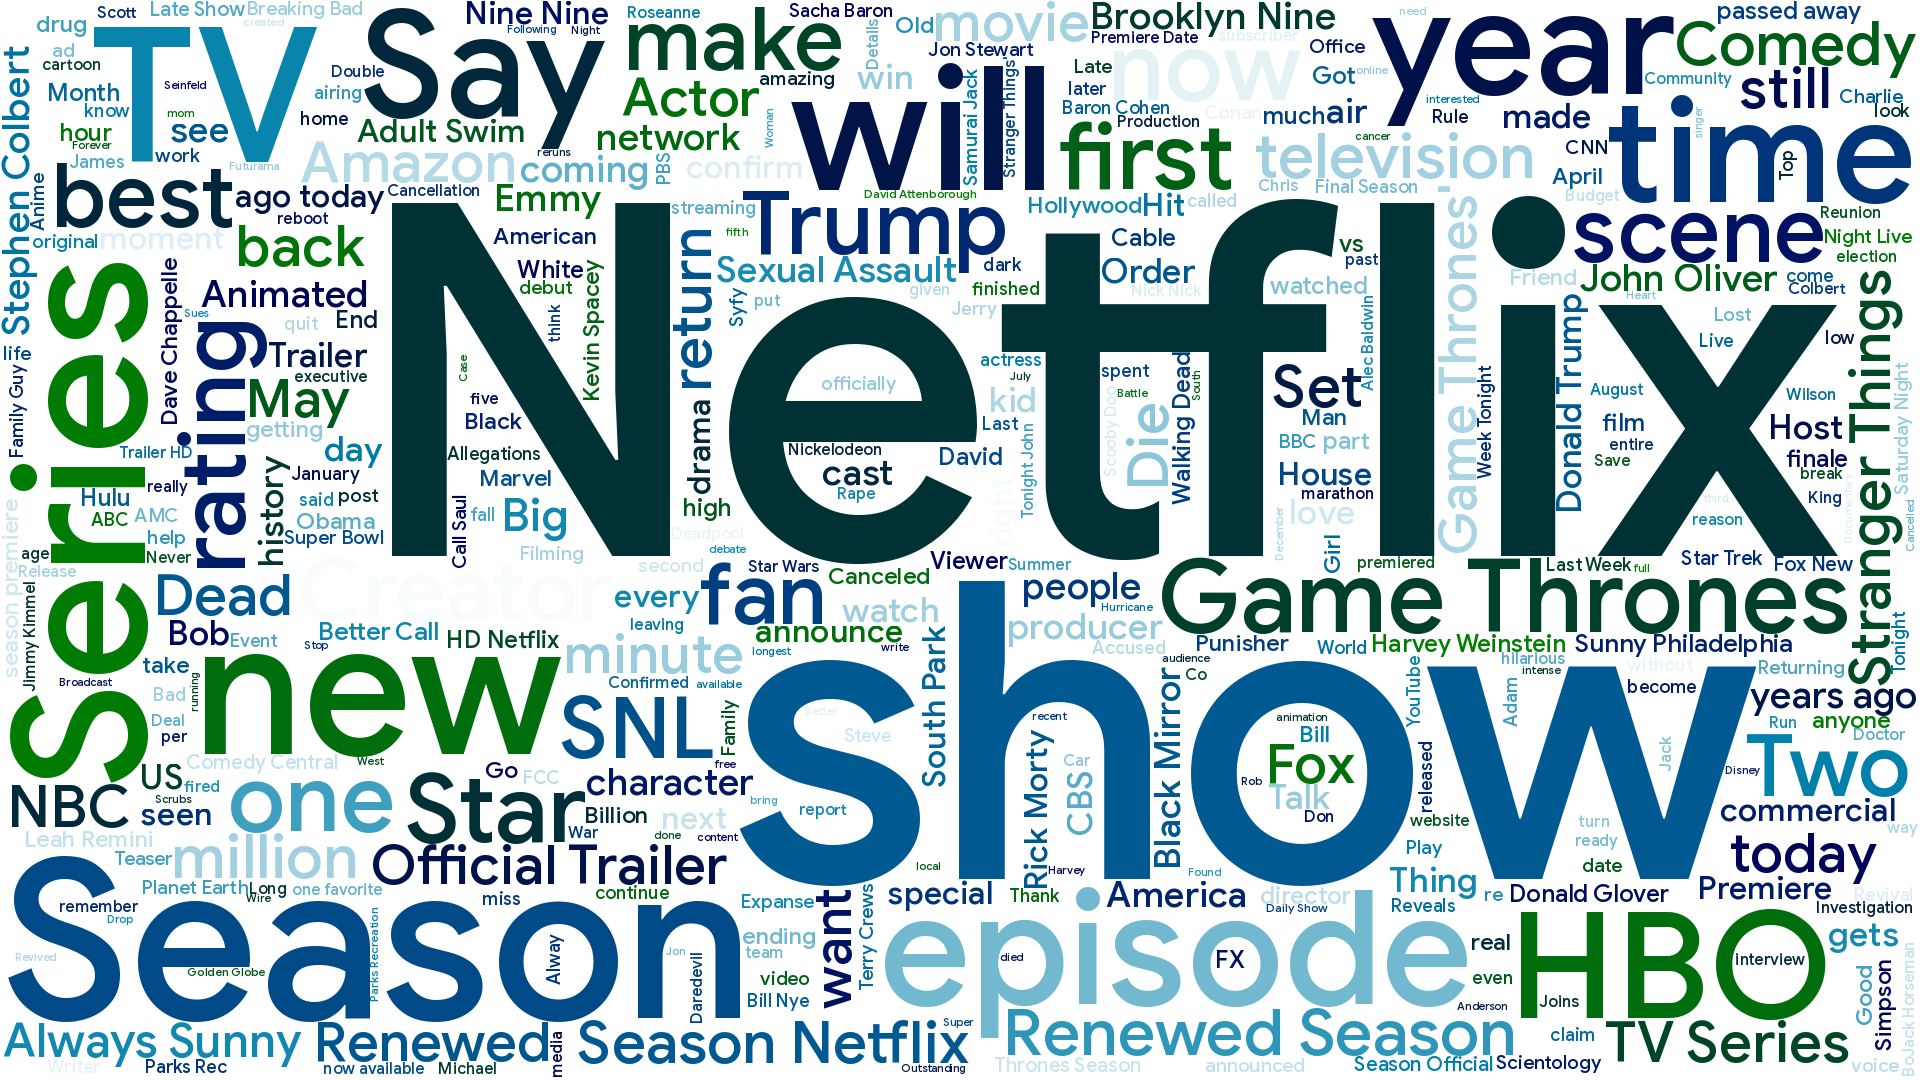 Scott
Late Show
Breaking Bad
created
Nine Nine
Following
Night
Roseanne
Sacha Baron
Old
movie
Brooklyn Nine
Premiere Date
subscriber
passed away
drug
ad
cartoon
TV
Say
make
Details
Jon Stewart
now
Office
year
Comedy
Month
know
Seinfeld
mom
Double
airing
home
Actor
amazing
win
will
Samurai Jack
Stranger Things'
Late
later
Baron Cohen
Production
Conan
Got
online
much
air
interested
Rule
made
still
Community
Charlie
look
Stephen Colbert
hour
Forever
James
see
work
Futurama
Adult Swim
reruns
network
woman
first
cancer
television
CNN
singer
time
Top
Anime
best
ago today
reboot
Amazon
Cancellation
coming
Emmy
PBS
confirm
David Attenborough
Trump
Hollywood
Hit
called
Chris
Final Season
April
Budget
original
moment
back
American
White
debut
streaming
fifth
Sexual Assault
given
dark
finished
Cable
Order
Nick Nick
vs
past
watched
Game Thrones'
Friend
scene
John Oliver
Reunion
Night Live
election
come
Colbert
Heart
life
Family Guy
Series
Dave Chappelle
Animated
Sues
quit
End
rating
Trailer
executive
May
getting
Netflix
think
Kevin Spacey
return
Syfy
put
Jerry
officially
actress
July
kid
Last
spent
Battle
Scooby Doo
Die
Walking Dead
South
Set
Alec Baldwin
Man
BBC
part
House
marathon
Week Tonight
Donald Trump
August
film
entire
Save
Lost
Live
low
Wilson
Host
finale
break
King
Stranger Things
Saturday Night
Case
five
Black
Allegations
Marvel
day
January
history
said
post
Obama
Super Bowl
Call Saul
fall
Big
Filming
drama
high
Nickelodeon
cast
Rape
David
Tonight John
right
Deadpool
debate
love
December
Girl
premiered
third
reason
Documentary
Cancelled
Trailer HD
really
Hulu
ABC
AMC
help
Never
age
Release
season premiere
Jimmy Kimmel
Dead
Creator
second
fan
Star Wars
Viewer
Canceled
Summer
people
Hurricane
Game Thrones
Last Week
full
Star Trek
Fox New
Bob
Event
Better Call
Stop
HD Netflix
every
leaving
minute
announce
longest
watch
write
producer
Accused
Punisher
World
Harvey Weinstein
Sunny Philadelphia
Tonight
take
Broadcast
Bad
Deal
per
running
new
Confirmed
available
SNL
Family
Better
Steve
show
South Park
recent
Rick Morty
audience
Co
Black Mirror
animation
Bill
Fox
Talk
Rob
Don
YouTube
hilarious
intense
Adam
without
become
Returning
years ago
Run
anyone
Doctor
Comedy Central
West
US
fired
Scrubs
NBC
seen
one
Star
Go
FCC
character
Billion
War
free
bring
next
done
content
report
Car
CBS
released
website
Play
Jack
Disney
Two
commercial
turn
ready
way
today
Leah Remini
Teaser
million
Official Trailer
local
Harvey
Found
date
Planet Earth
Long
Wire
one favorite
continue
miss
special
Thank
America
director
Daily Show
Thing
Reveals
re
Donald Glover
Premiere
Revival
Investigation
remember
Drop
Season
Revived
Golden Globe
Parks Recreation
Alway
Jon
Daredevil
Expanse
ending
team
video
Bill Nye
want
Terry Crews
episode
died
FX
real
even
Anderson
HBO
Joins
interview
gets
Good
Simpson
BoJack Horseman
Always Sunny
Writer
Parks Rec
Renewed
now available
Michael
media
Season Netflix
Super
Outstanding
Renewed Season
Thrones Season
announced
Season Official
claim
Scientology
TV Series
voice